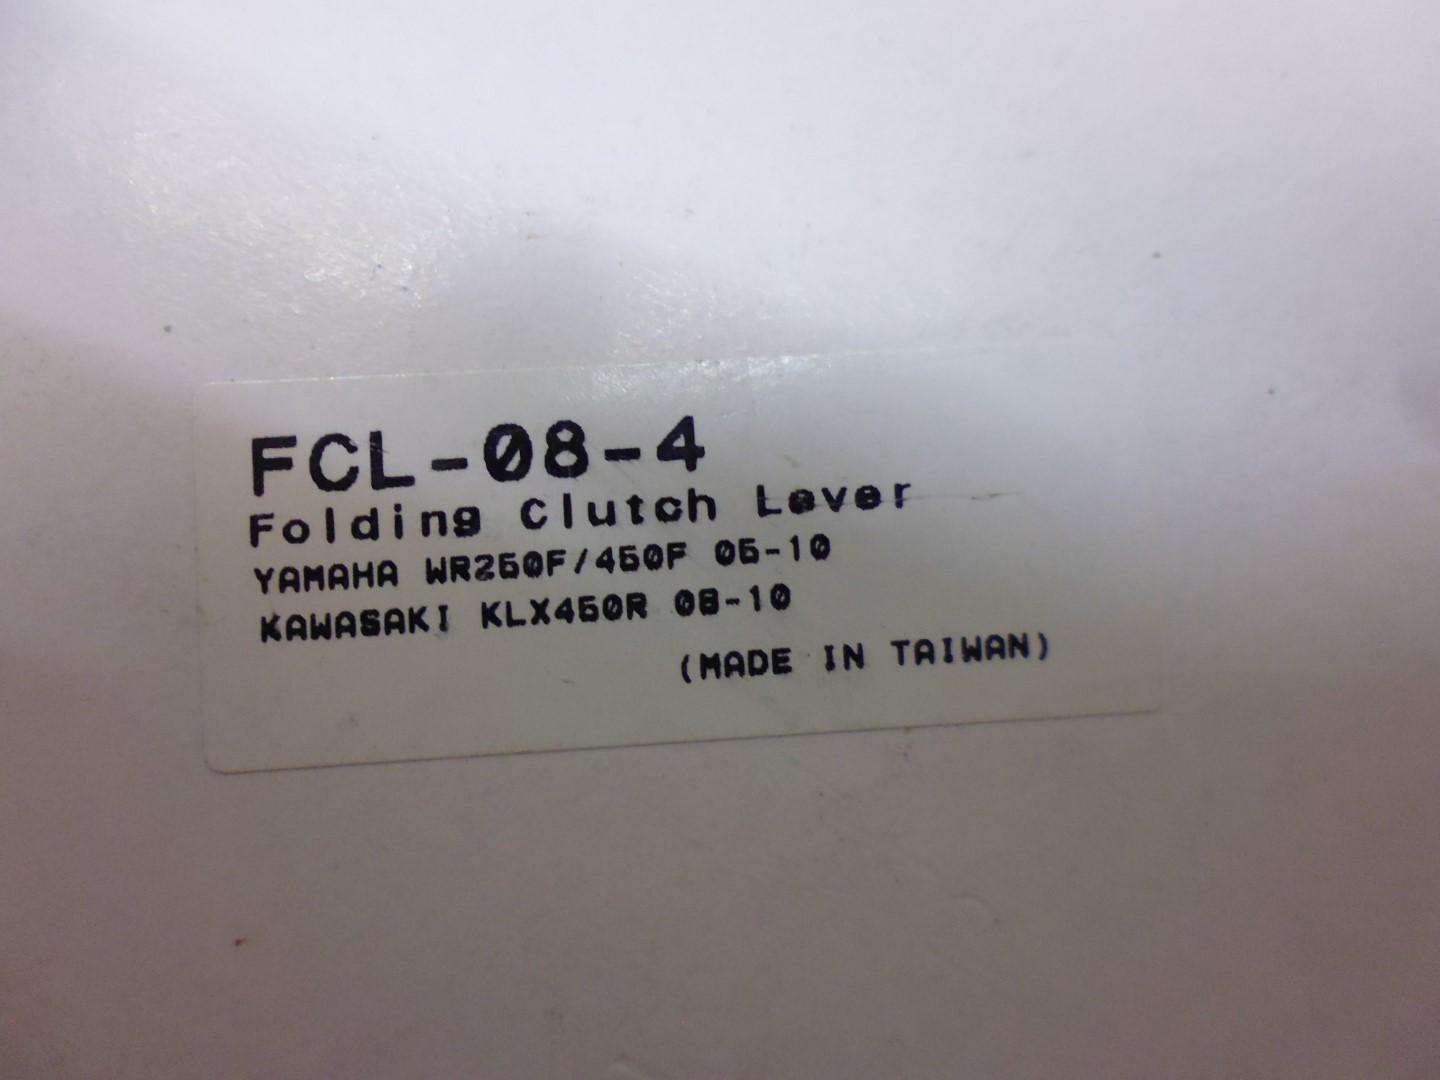 FCL-08-4
Folding Clutch Lever
YAMAHA WR250F/450F 05-10
KAWASAKI KLX450R 08-10
(MADE IN TAIWAN)